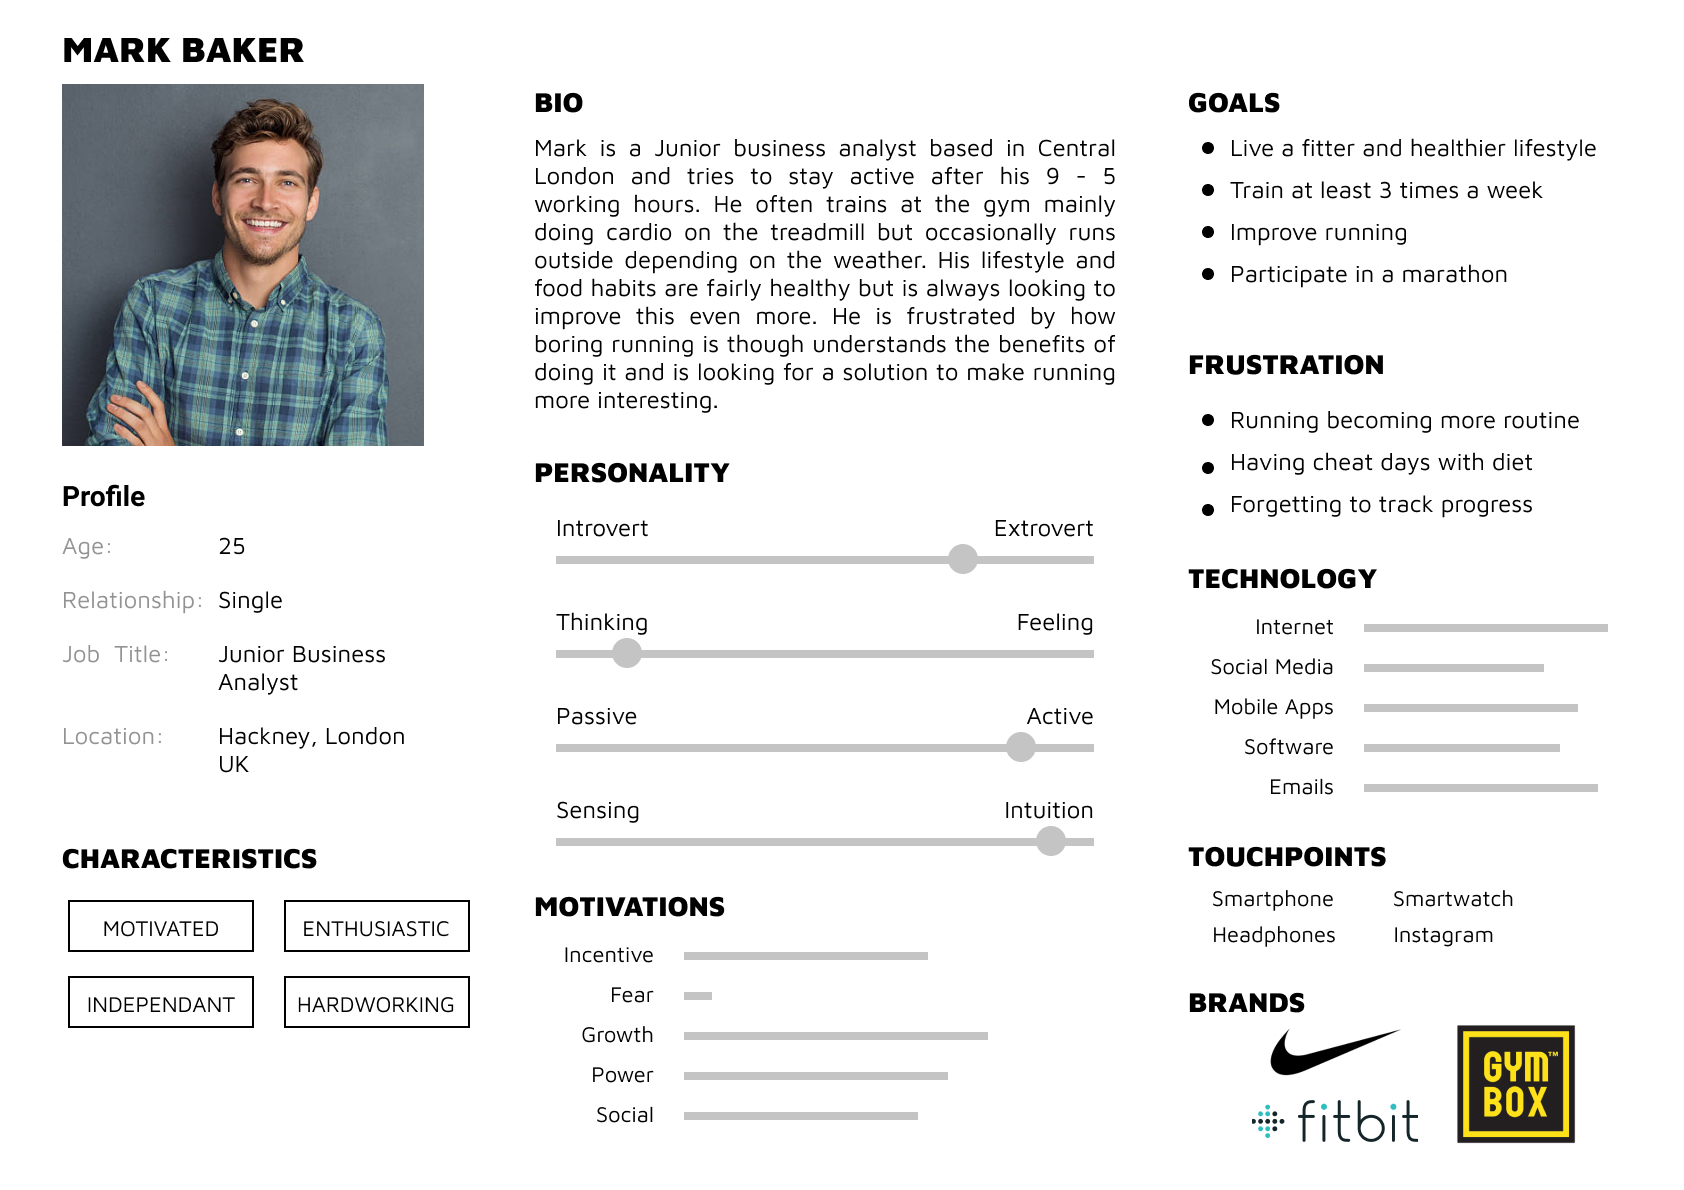 MARK BAKER
Profile
Age: 25
Relationship: Single
Job Title: Junior Business
Analyst
Location: Hackney, London
UK
CHARACTERISTICS
MOTIVATED ENTHUSIASTIC
INDEPENDANT HARDWORKING
BIO
Mark is a Junior business analyst based in Central
London and tries to stay active after his 9 - 5
working hours. He often trains at the gym mainly
doing cardio on the treadmill but occasionally runs
outside depending on the weather. His lifestyle and
food habits are fairly healthy but is always looking to
improve this even more. He is frustrated by how
boring running is though understands the benefits of
doing it and is looking for a solution to make running
more interesting.
PERSONALITY
Introvert Extrovert
Thinking Feeling
Passive Active
Sensing Intuition
MOTIVATIONS
Incentive
Fear
Growth
Power
Social
GOALS
Live a fitter and healthier lifestyle
Train at least 3 times a week
Improve running
Participate in a marathon
FRUSTRATION
Running becoming more routine
Having cheat days with diet
Forgetting to track progress
TECHNOLOGY
Internet
Social Media
Mobile Apps
Software
Emails
TOUCHPOINTS
Smartphone Smartwatch
Headphones Instagram
BRANDS
GYM™
BOX
fitbit